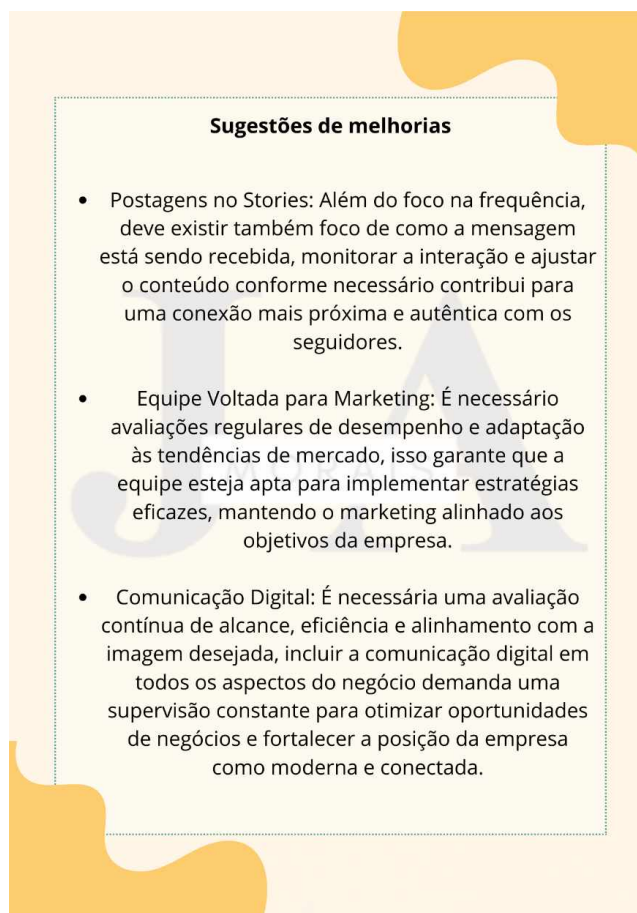 Sugestões de melhorias
• Postagens no Stories: Além do foco na frequência,
deve existir também foco de como a mensagem
está sendo recebida, monitorar a interação e ajustar
o conteúdo conforme necessário contribui para
uma conexão mais próxima e autêntica com os
seguidores.
• Equipe Voltada para Marketing: É necessário
avaliações regulares de desempenho e adaptação
às tendências de mercado, isso garante que a
equipe esteja apta para implementar estratégias
eficazes, mantendo o marketing alinhado aos
objetivos da empresa.
• Comunicação Digital: É necessária uma avaliação
contínua de alcance, eficiência e alinhamento com a
imagem desejada, incluir a comunicação digital em
todos os aspectos do negócio demanda uma
supervisão constante para otimizar oportunidades
de negócios e fortalecer a posição da empresa
como moderna e conectada.
JA
MORAIS